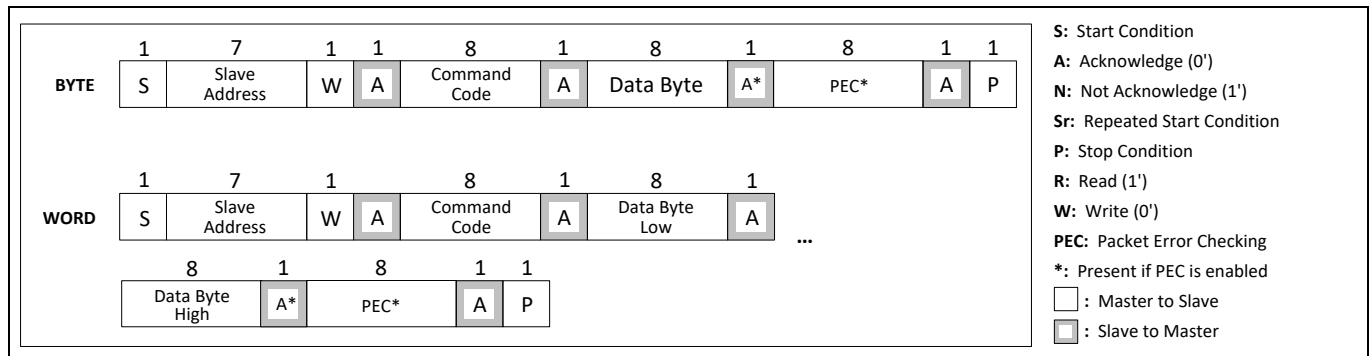 1 7 1 1 8 1 8 1 8 1 1
BYTE S Slave Address W A Command Code A Data Byte A* PEC* A P
1 7 1 8 1 8 1
WORD S Slave Address W A Command Code A Data Byte Low A ...
8 1 8 1 1
Data Byte High A* PEC* A P
S: Start Condition
A: Acknowledge (0')
N: Not Acknowledge (1')
Sr: Repeated Start Condition
P: Stop Condition
R: Read (1')
W: Write (0')
PEC: Packet Error Checking
*: Present if PEC is enabled
: Master to Slave
: Slave to Master